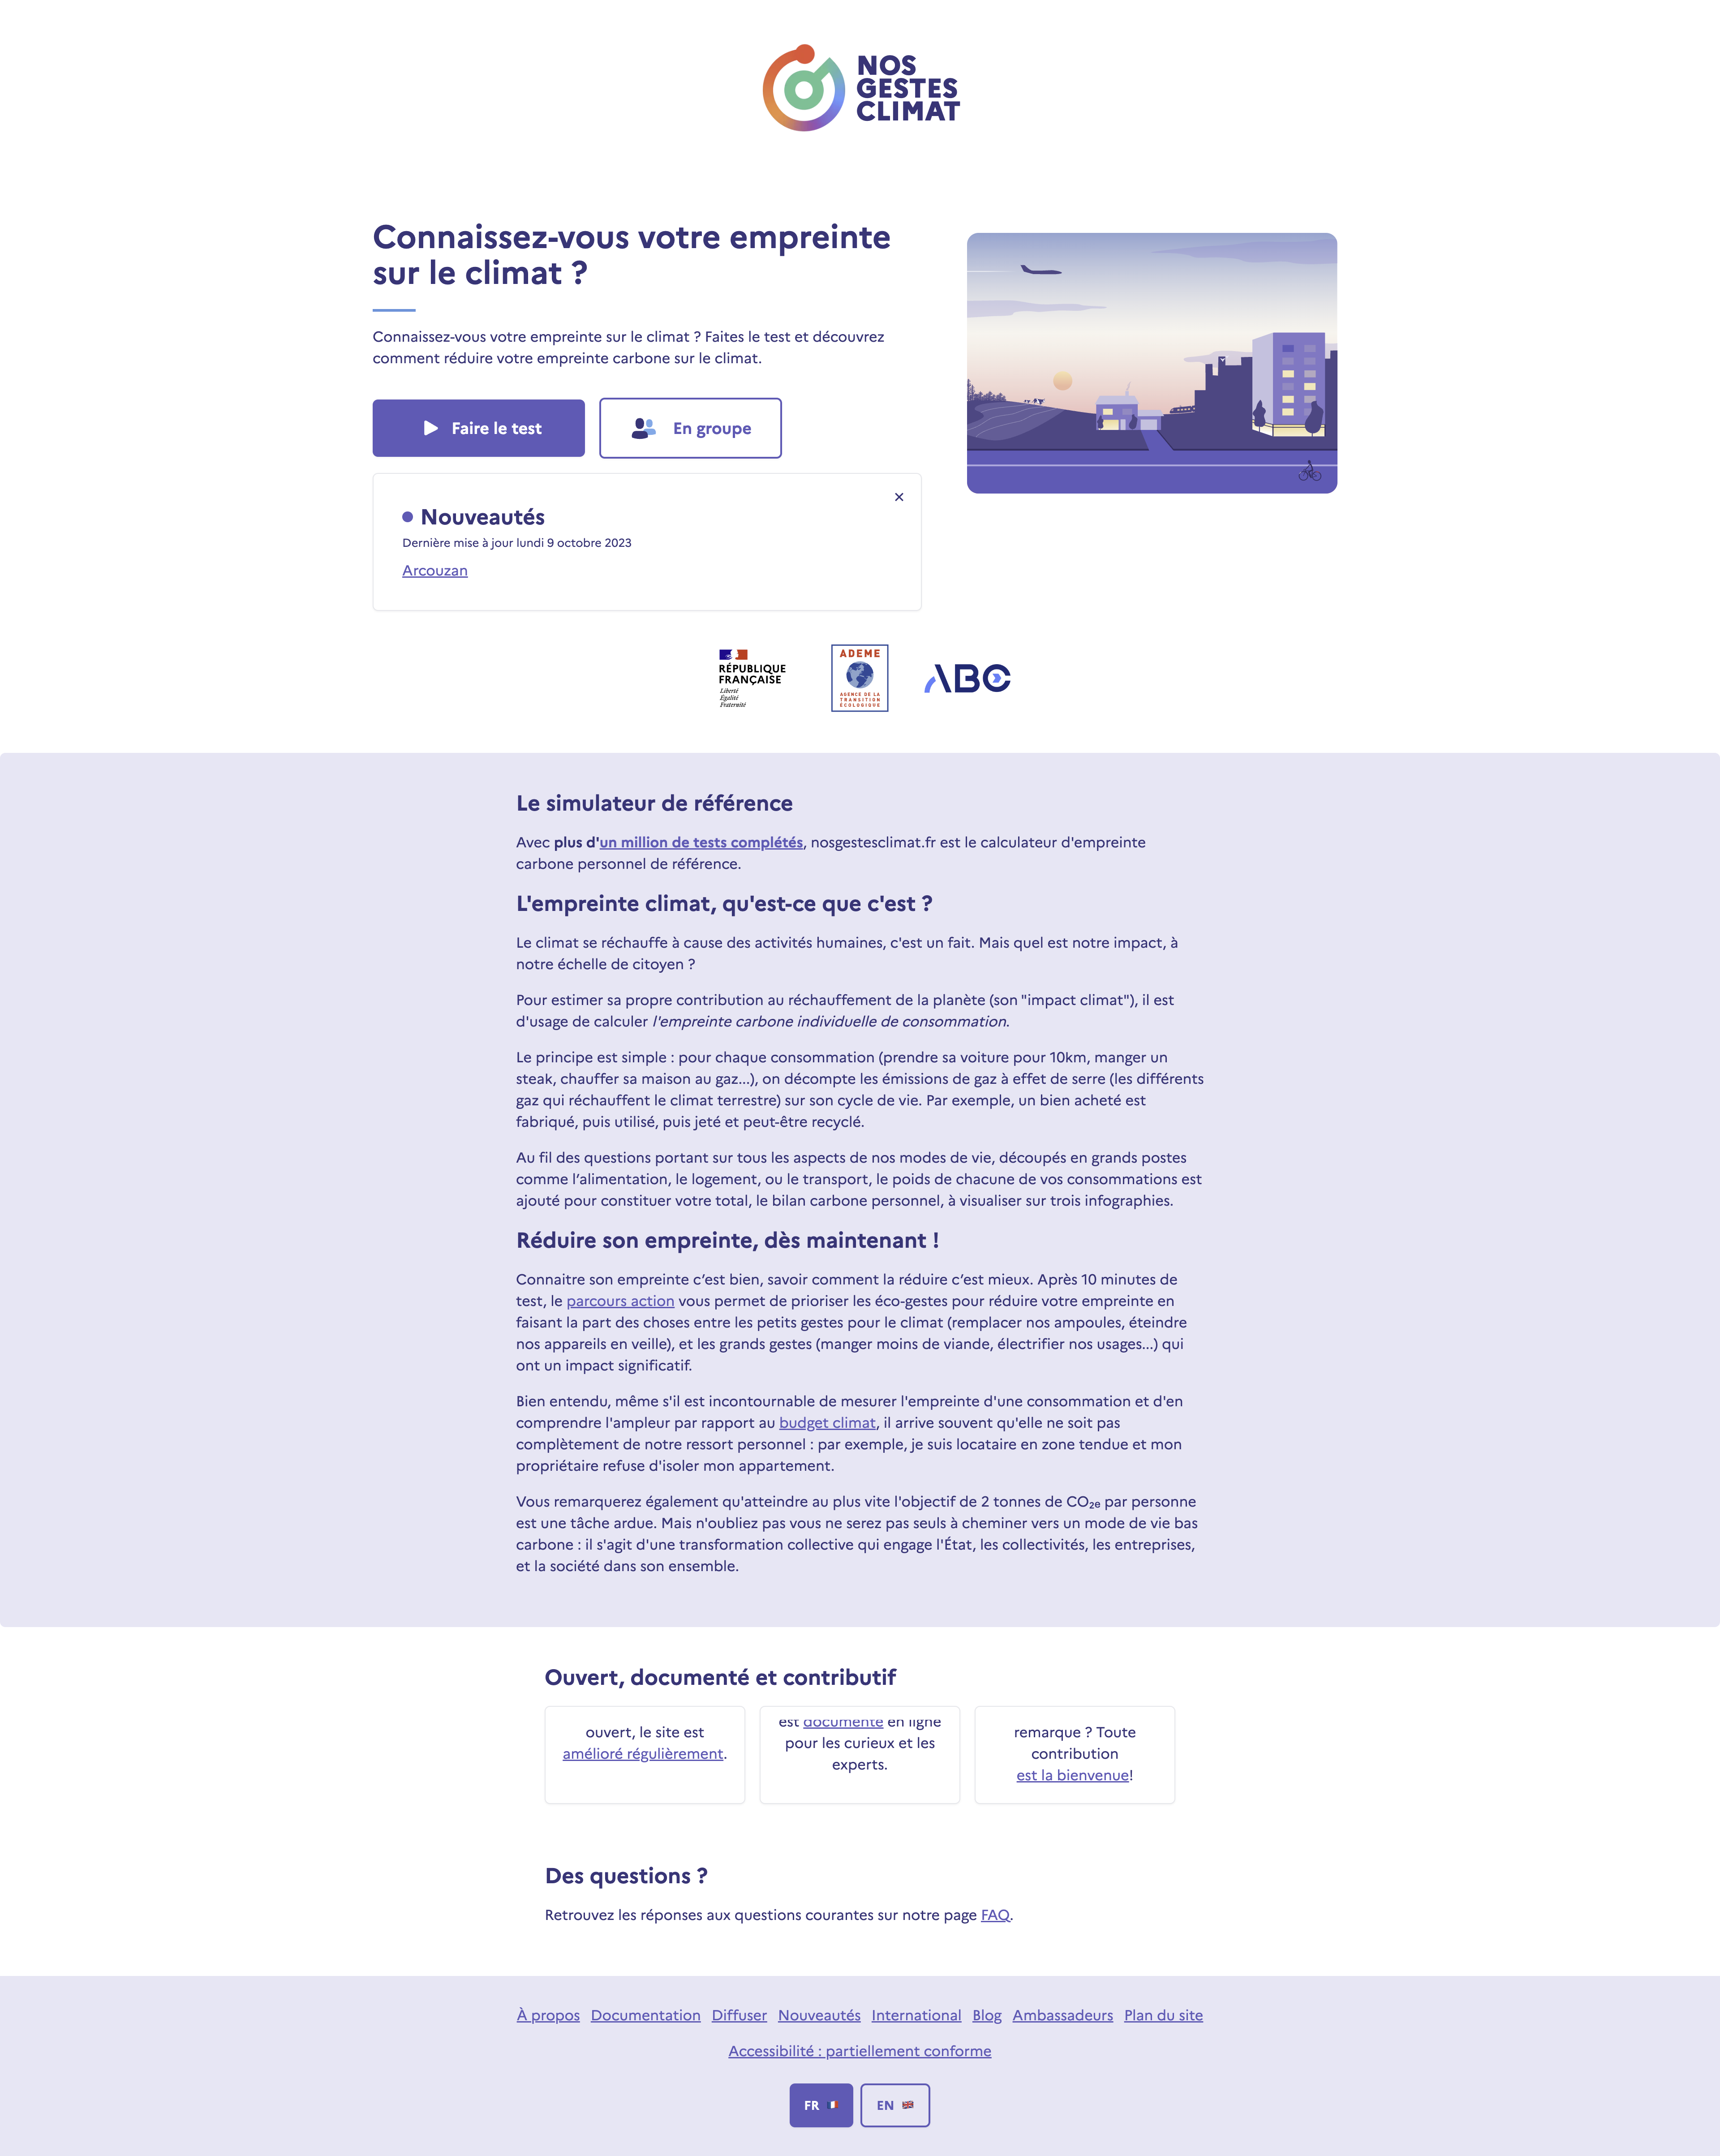 NOS
GESTES
CLIMAT
Connaissez-vous votre empreinte
sur le climat ?
Connaissez-vous votre empreinte sur le climat ? Faites le test et découvrez
comment réduire votre empreinte carbone sur le climat.
Faire le test
En groupe
Nouveautés
Dernière mise à jour lundi 9 octobre 2023
Arcouzan
RÉPUBLIQUE
FRANÇAISE
Liberté
Égalité
Fraternité
ADEME
AGENCE DE LA
TRANSITION
ÉCOLOGIQUE
ABC
Le simulateur de référence
Avec plus d'un million de tests complétés, nosgestesclimat.fr est le calculateur d'empreinte
carbone personnel de référence.
L'empreinte climat, qu'est-ce que c'est ?
Le climat se réchauffe à cause des activités humaines, c'est un fait. Mais quel est notre impact, à
notre échelle de citoyen ?
Pour estimer sa propre contribution au réchauffement de la planète (son "impact climat"), il est
d'usage de calculer l'empreinte carbone individuelle de consommation.
Le principe est simple : pour chaque consommation (prendre sa voiture pour 10km, manger un
steak, chauffer sa maison au gaz...), on décompte les émissions de gaz à effet de serre (les différents
gaz qui réchauffent le climat terrestre) sur son cycle de vie. Par exemple, un bien acheté est
fabriqué, puis utilisé, puis jeté et peut-être recyclé.
Au fil des questions portant sur tous les aspects de nos modes de vie, découpés en grands postes
comme l’alimentation, le logement, ou le transport, le poids de chacune de vos consommations est
ajouté pour constituer votre total, le bilan carbone personnel, à visualiser sur trois infographies.
Réduire son empreinte, dès maintenant !
Connaitre son empreinte c’est bien, savoir comment la réduire c’est mieux. Après 10 minutes de
test, le parcours action vous permet de prioriser les éco-gestes pour réduire votre empreinte en
faisant la part des choses entre les petits gestes pour le climat (remplacer nos ampoules, éteindre
nos appareils en veille), et les grands gestes (manger moins de viande, électrifier nos usages...) qui
ont un impact significatif.
Bien entendu, même s'il est incontournable de mesurer l'empreinte d'une consommation et d'en
comprendre l'ampleur par rapport au budget climat, il arrive souvent qu'elle ne soit pas
complètement de notre ressort personnel : par exemple, je suis locataire en zone tendue et mon
propriétaire refuse d'isoler mon appartement.
Vous remarquerez également qu'atteindre au plus vite l'objectif de 2 tonnes de CO₂e par personne
est une tâche ardue. Mais n'oubliez pas vous ne serez pas seuls à cheminer vers un mode de vie bas
carbone : il s'agit d'une transformation collective qui engage l'État, les collectivités, les entreprises,
et la société dans son ensemble.
Ouvert, documenté et contributif
ouvert, le site est
amélioré régulièrement.
est documenté en ligne
pour les curieux et les
experts.
remarque ? Toute
contribution
est la bienvenue!
Des questions ?
Retrouvez les réponses aux questions courantes sur notre page FAQ.
À propos Documentation Diffuser Nouveautés International Blog Ambassadeurs Plan du site
Accessibilité : partiellement conforme
FR EN